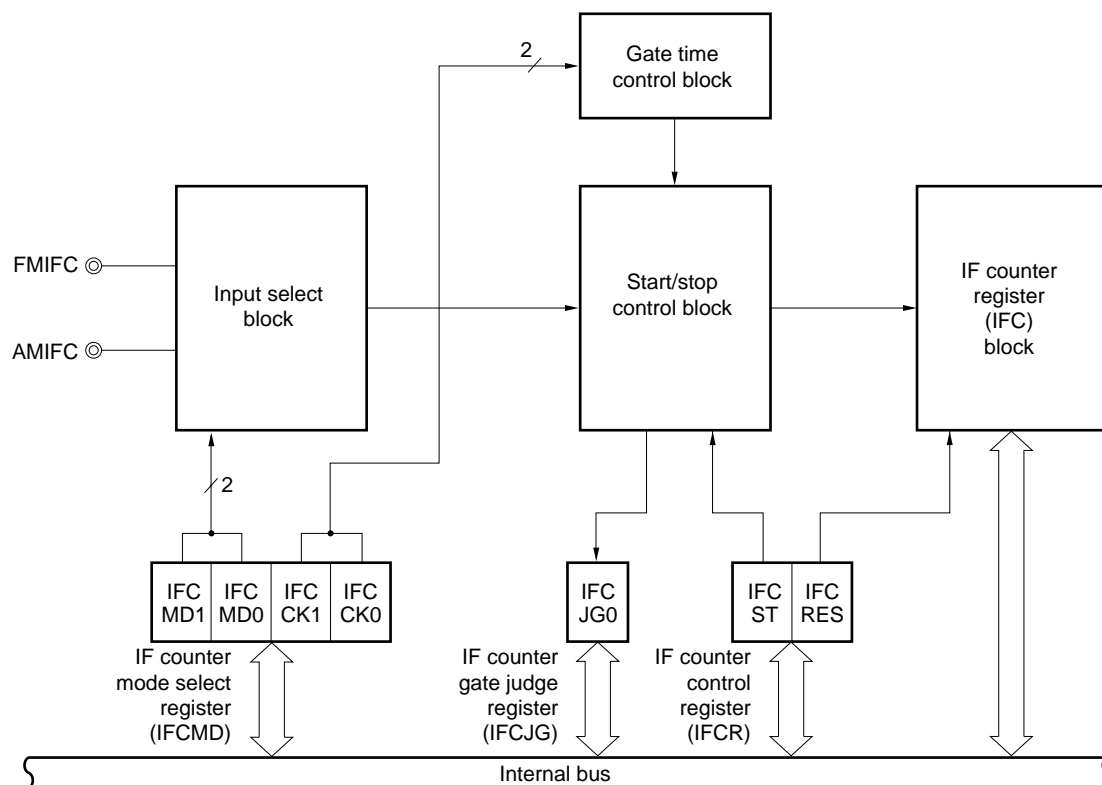 2
Gate time
control block
FMIFC
AMIFC
Input select
block
Start/stop
control block
IF counter
register
(IFC)
block
2
IFC
MD1
IFC
MD0
IFC
CK1
IFC
CK0
IFC
JG0
IFC
ST
IFC
RES
IF counter
mode select
register
(IFCMD)
IF counter
gate judge
register
(IFCJG)
IF counter
control
register
(IFCR)
Internal bus